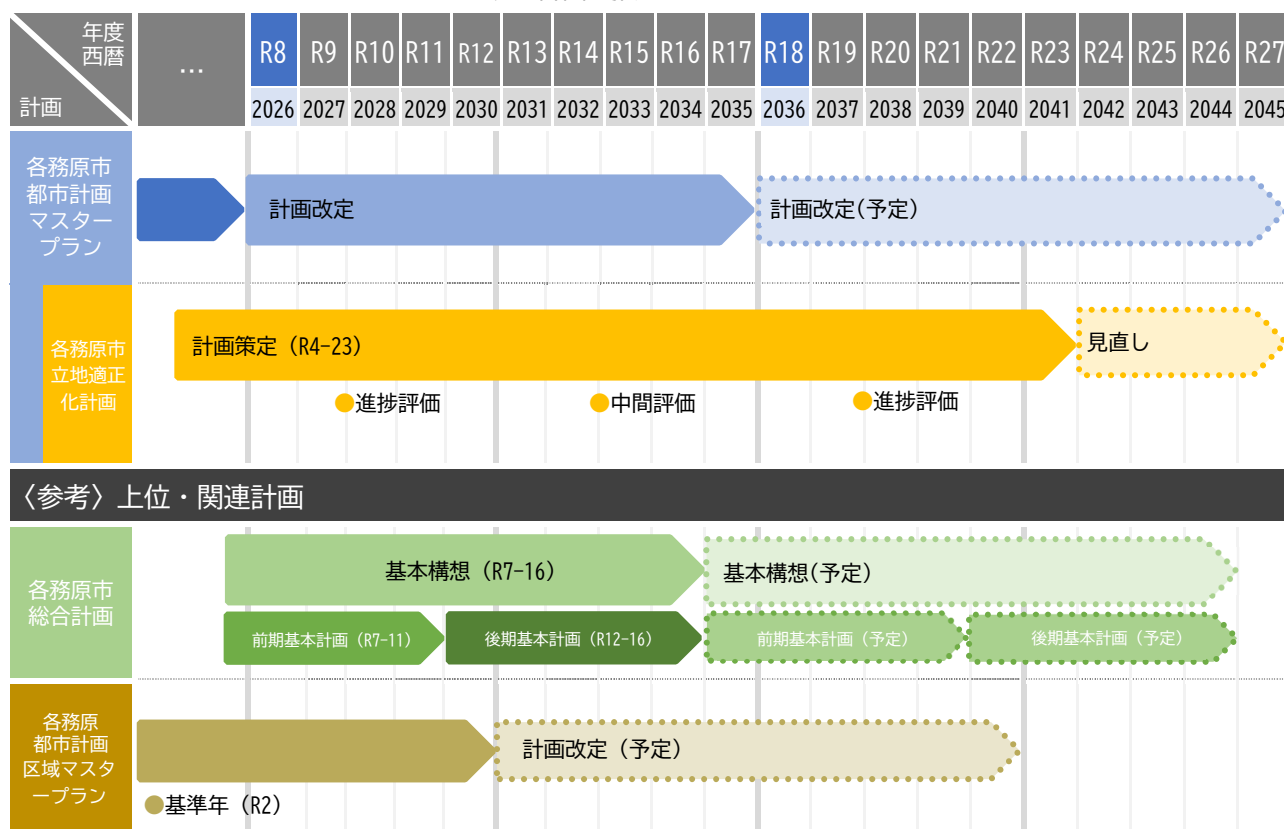 年度
西暦
計画
…
R8 R9 R10 R11 R12 R13 R14 R15 R16 R17 R18 R19 R20 R21 R22 R23 R24 R25 R26 R27
2026 2027 2028 2029 2030 2031 2032 2033 2034 2035 2036 2037 2038 2039 2040 2041 2042 2043 2044 2045
各務原市
都市計画
マスター
プラン
計画改定
計画改定(予定)
各務原市
立地適正
化計画
計画策定（R4-23)
見直し
●進捗評価
●中間評価
●進捗評価
〈参考〉上位・関連計画
各務原市
総合計画
基本構想（R7-16）
基本構想(予定)
前期基本計画（R7-11）
後期基本計画（R12-16）
前期基本計画（予定）
後期基本計画（予定）
各務原
都市計画
区域マスタ
ープラン
計画改定（予定）
●基準年（R2）